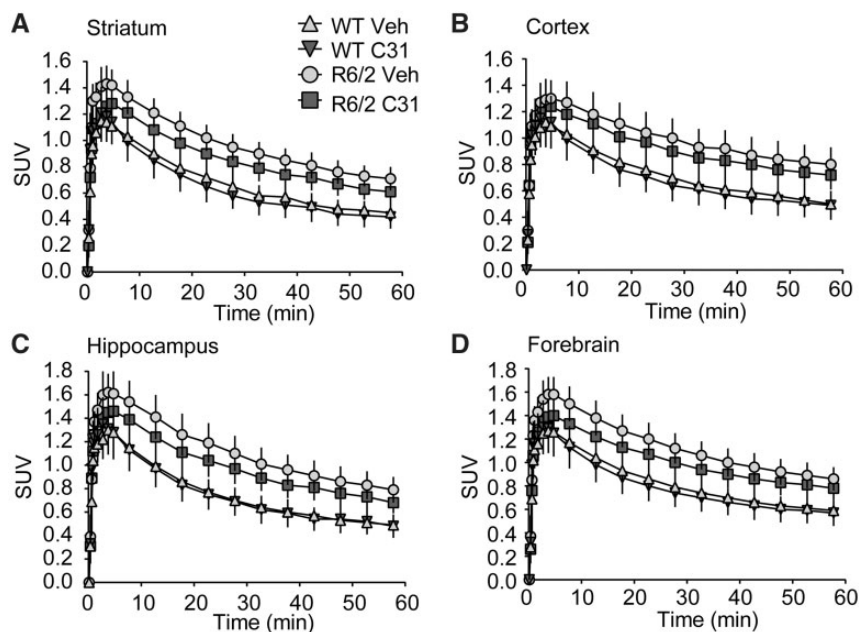 A Striatum
WT Veh
WT C31
R6/2 Veh
R6/2 C31
SUV
1.6
1.4
1.2
1.0
0.8
0.6
0.4
0.2
0.0
0 10 20 30 40 50 60
Time (min)
B Cortex
SUV
1.6
1.4
1.2
1.0
0.8
0.6
0.4
0.2
0.0
0 10 20 30 40 50 60
Time (min)
C Hippocampus
SUV
1.8
1.6
1.4
1.2
1.0
0.8
0.6
0.4
0.2
0.0
0 10 20 30 40 50 60
Time (min)
D Forebrain
SUV
1.8
1.6
1.4
1.2
1.0
0.8
0.6
0.4
0.2
0.0
0 10 20 30 40 50 60
Time (min)